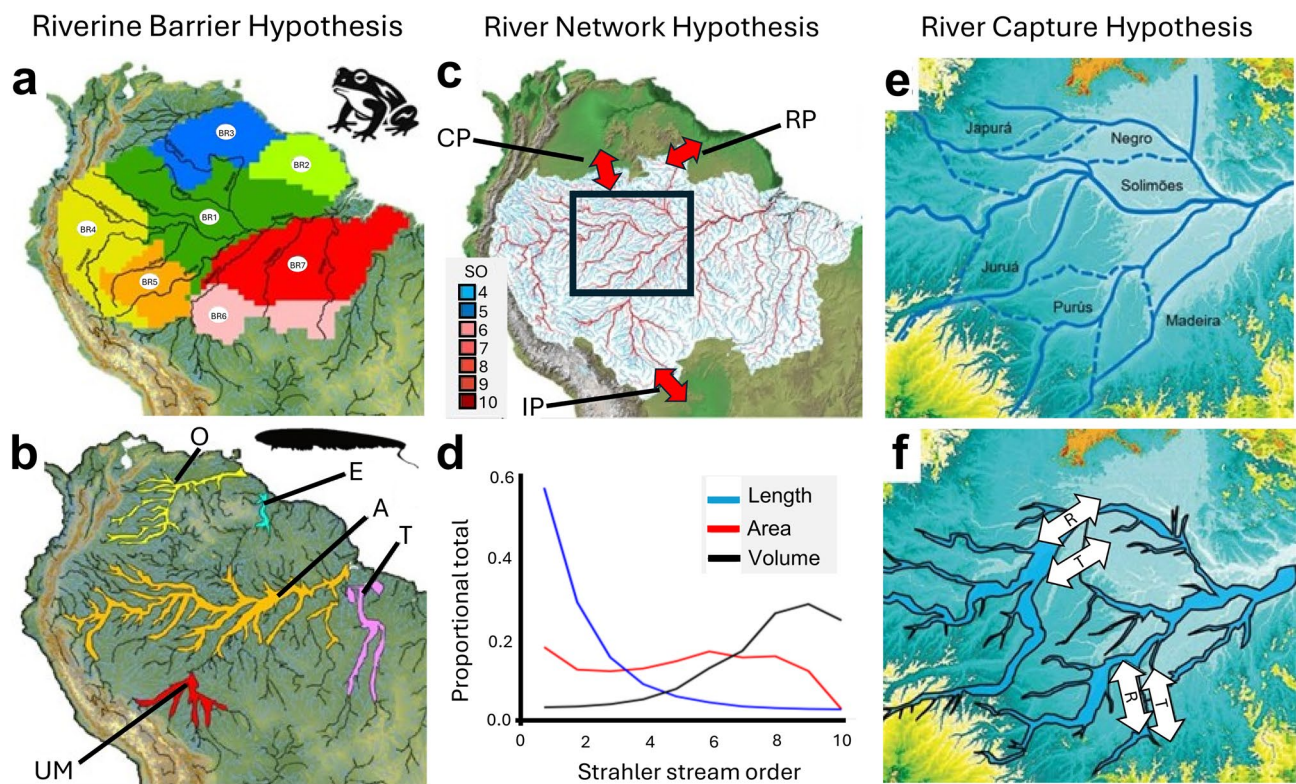 Riverine Barrier Hypothesis
River Network Hypothesis
River Capture Hypothesis
a
BR3
BR2
BR1
BR4
BR5
BR7
BR6
c
CP
RP
SO
4
5
6
7
8
9
10
IP
e
Japurá
Negro
Solimões
Juruá
Purús
Madeira
b
O
E
A
T
UM
d
0.6
0.4
0.2
0.0
Proportional total
Length
Area
Volume
0 2 4 6 8 10
Strahler stream order
f
R
T
R
T